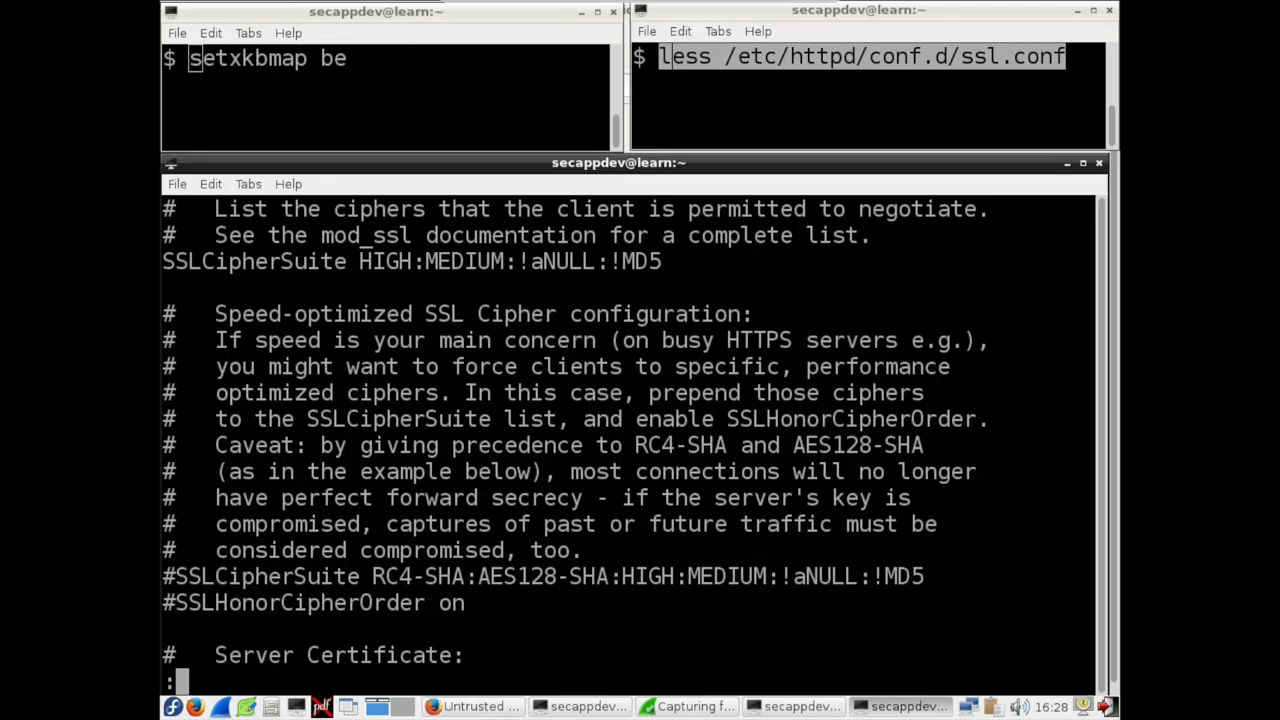 secappdev@learn:~
File Edit Tabs Help
$ setxkbmap be
secappdev@learn:~
File Edit Tabs Help
$ less /etc/httpd/conf.d/ssl.conf
secappdev@learn:~
File Edit Tabs Help
#   List the ciphers that the client is permitted to negotiate.
#   See the mod_ssl documentation for a complete list.
SSLCipherSuite HIGH:MEDIUM:!aNULL:!MD5
#   Speed-optimized SSL Cipher configuration:
#   If speed is your main concern (on busy HTTPS servers e.g.),
#   you might want to force clients to specific, performance
#   optimized ciphers. In this case, prepend those ciphers
#   to the SSLCipherSuite list, and enable SSLHonorCipherOrder.
#   Caveat: by giving precedence to RC4-SHA and AES128-SHA
#   (as in the example below), most connections will no longer
#   have perfect forward secrecy - if the server's key is
#   compromised, captures of past or future traffic must be
#   considered compromised, too.
#SSLCipherSuite RC4-SHA:AES128-SHA:HIGH:MEDIUM:!aNULL:!MD5
#SSLHonorCipherOrder on
#   Server Certificate:
:
pdf Untrusted ... secappdev... Capturing f... secappdev... secappdev... 16:28